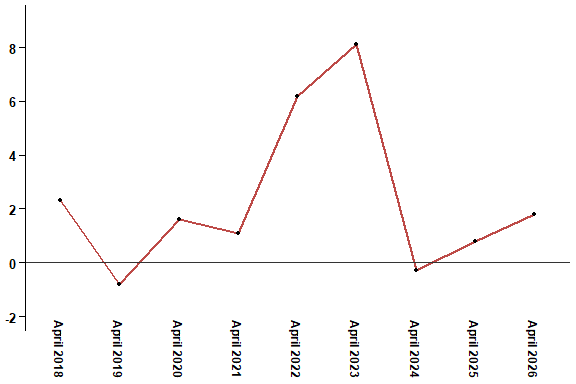 8
6
4
2
0
-2
April 2018
April 2019
April 2020
April 2021
April 2022
April 2023
April 2024
April 2025
April 2026